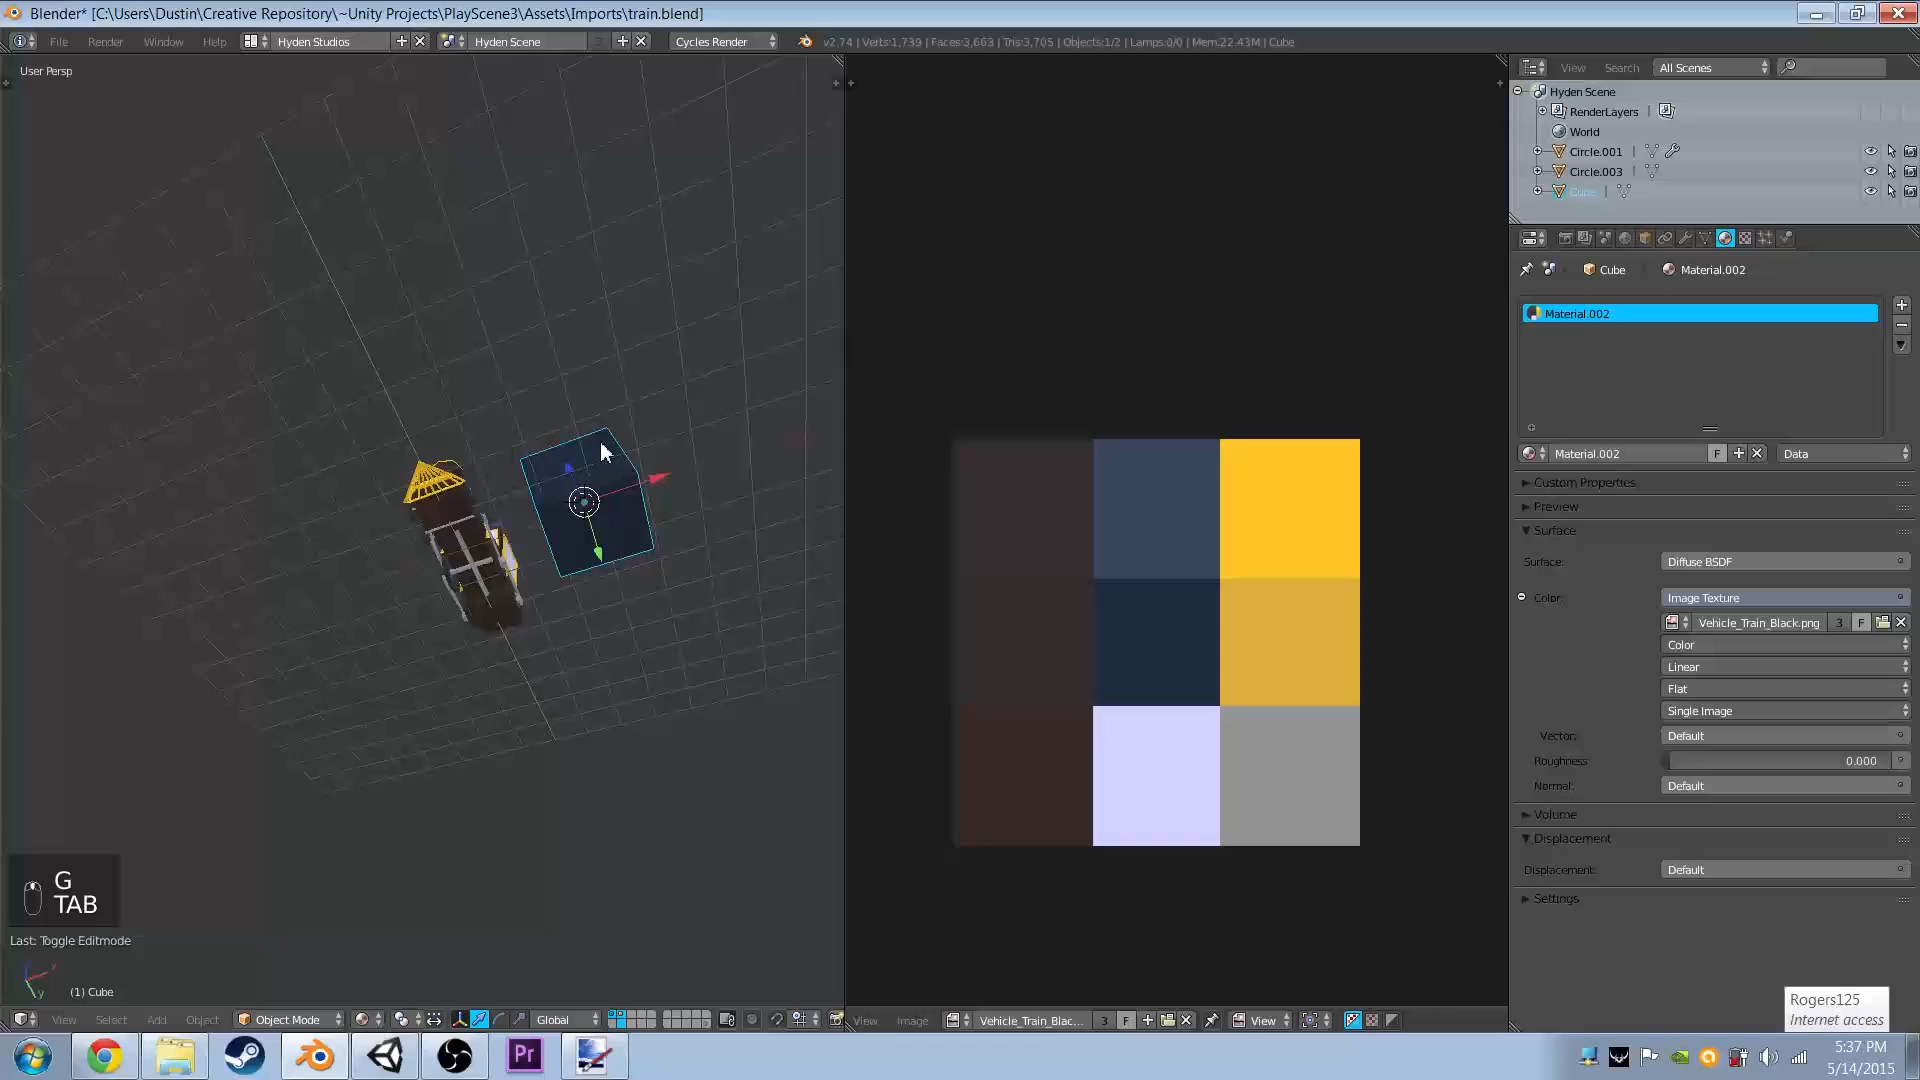 Blender* [C:\Users\Dustin\Creative Repository\~Unity Projects\PlayScene3\Assets\Imports\train.blend]
File Render Window Help Hyden Studios Hyden Scene Cycles Render v2.74 | Verts:1,739 | Faces:3,663 | Tris:3,705 | Objects:1/2 | Lamps:0/0 | Mem:22.43M | Cube
User Persp
View Search All Scenes
Hyden Scene
RenderLayers
World
Circle.001
Circle.003
Cube
Cube Material.002
Material.002
Material.002 F Data
Custom Properties
Preview
Surface
Surface: Diffuse BSDF
Color: Image Texture
Vehicle_Train_Black.png 3 F
Color
Linear
Flat
Single Image
Vector: Default
Roughness: 0.000
Normal: Default
Volume
Displacement
Displacement: Default
Settings
G
TAB
Last: Toggle Editmode
(1) Cube
View Select Add Object Object Mode Global
View Image Vehicle_Train_Blac... 3 F View
Rogers125
Internet access
Pr
5:37 PM
5/14/2015